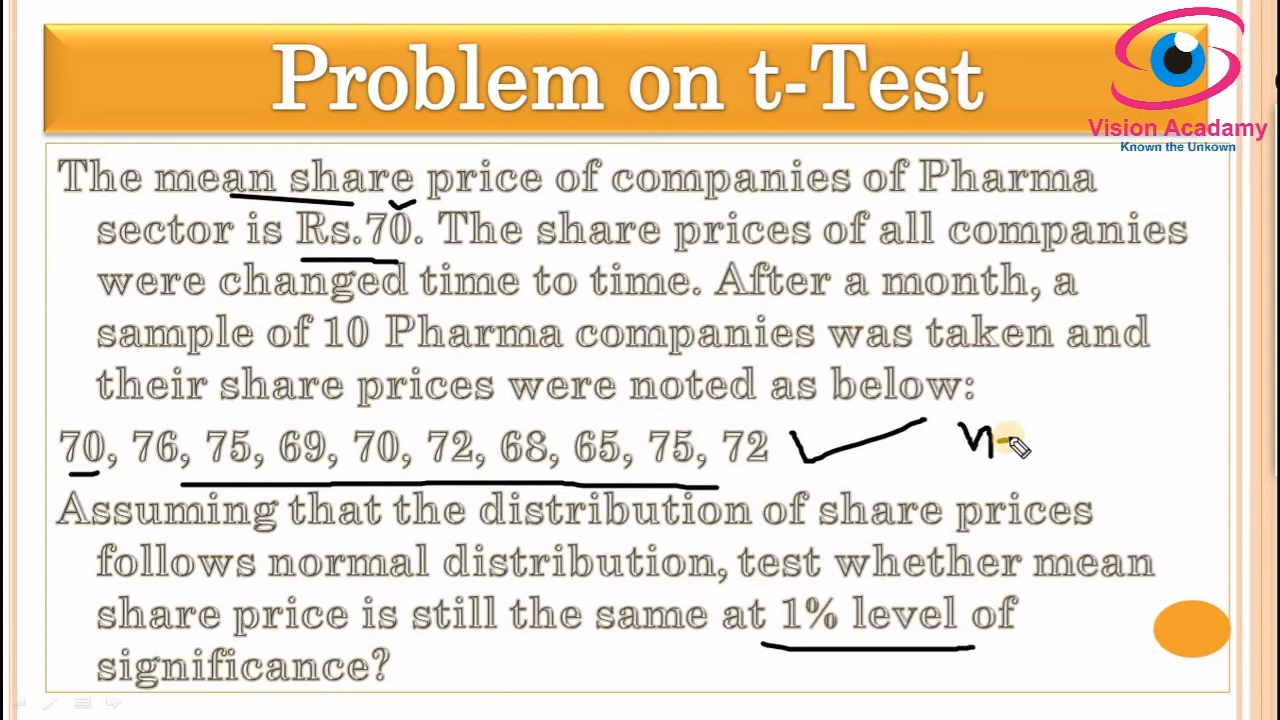 Problem on t-Test
Vision Acadamy
Known the Unkown
The mean share price of companies of Pharma
sector is Rs.70. The share prices of all companies
were changed time to time. After a month, a
sample of 10 Pharma companies was taken and
their share prices were noted as below:
70, 76, 75, 69, 70, 72, 68, 65, 75, 72
n
Assuming that the distribution of share prices
follows normal distribution, test whether mean
share price is still the same at 1% level of
significance?